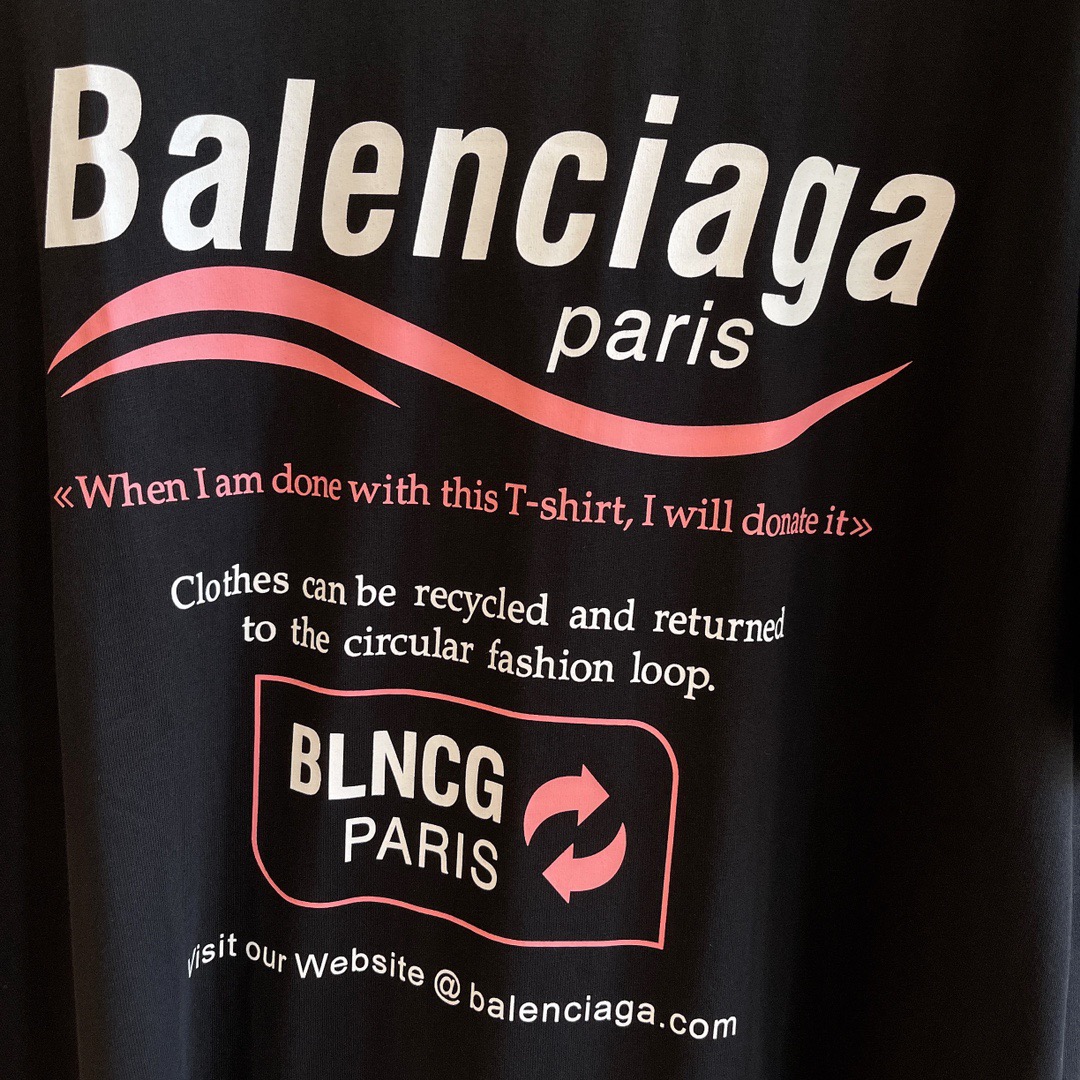 Balenciaga
paris
«When I am done with this T-shirt, I will donate it»
Clothes can be recycled and returned
to the circular fashion loop.
BLNCG
PARIS
Visit our Website @ balenciaga.com